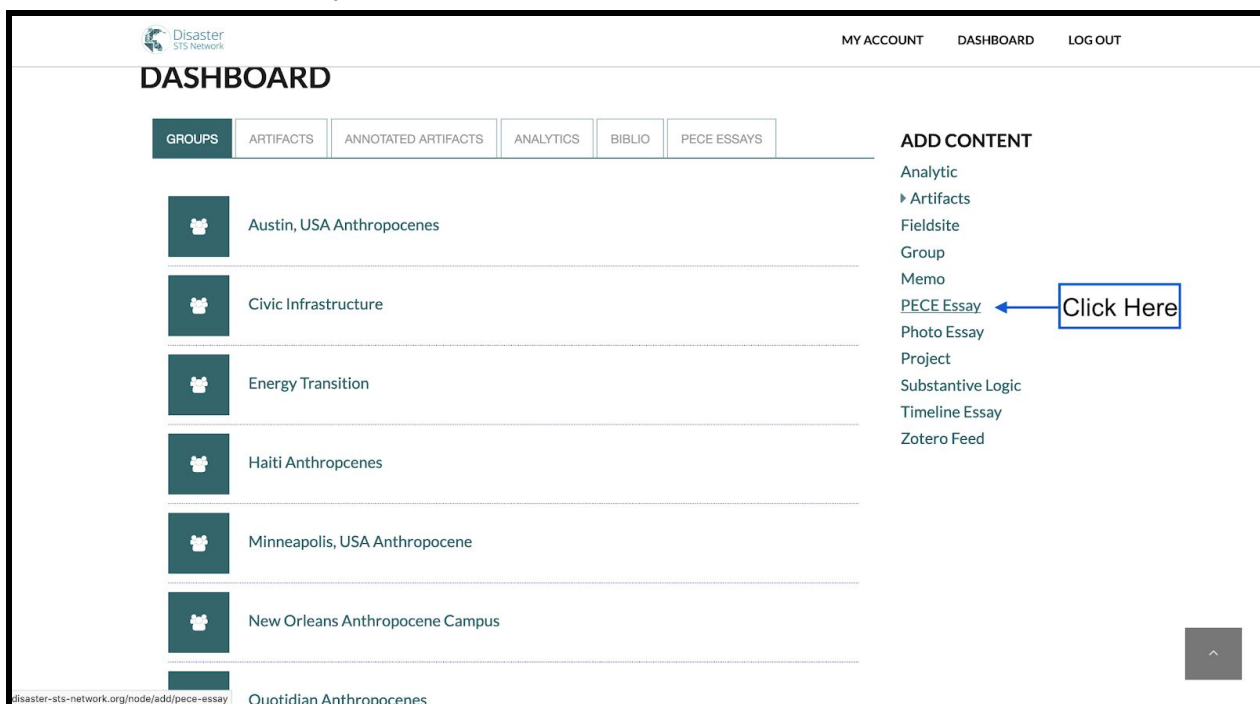 Disaster
STS Network
MY ACCOUNT DASHBOARD LOG OUT
DASHBOARD
GROUPS ARTIFACTS ANNOTATED ARTIFACTS ANALYTICS BIBLIO PECE ESSAYS
Austin, USA Anthropocenes
Civic Infrastructure
Energy Transition
Haiti Anthropcenes
Minneapolis, USA Anthropocene
New Orleans Anthropocene Campus
Quotidian Anthropocenes
ADD CONTENT
Analytic
Artifacts
Fieldsite
Group
Memo
PECE Essay
Click Here
Photo Essay
Project
Substantive Logic
Timeline Essay
Zotero Feed
disaster-sts-network.org/node/add/pece-essay